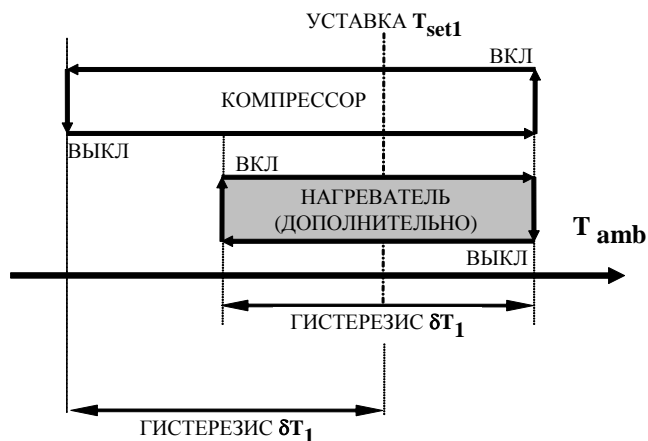 УСТАВКА Tset1
ВКЛ
КОМПРЕССОР
ВЫКЛ
ВКЛ
НАГРЕВАТЕЛЬ
(ДОПОЛНИТЕЛЬНО)
T amb
ВЫКЛ
ГИСТЕРЕЗИС δT1
ГИСТЕРЕЗИС δT1